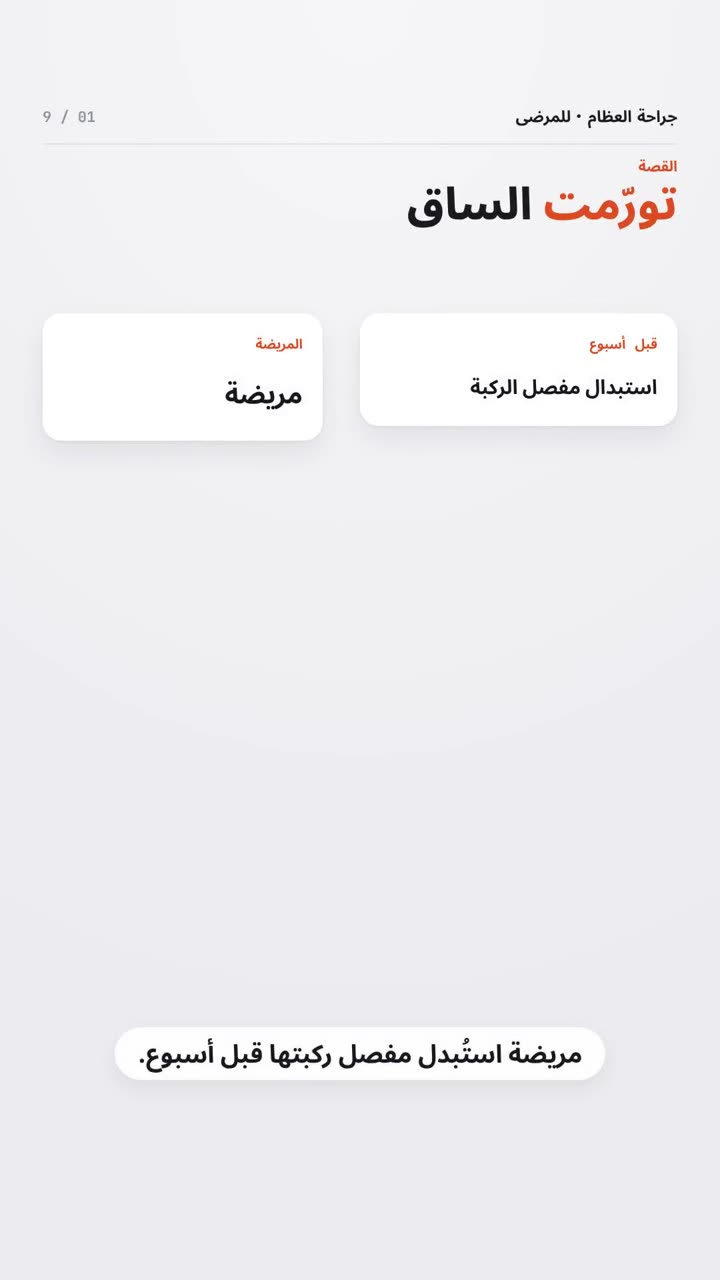 جراحة العظام • للمرضى
9 / 01
القصة
تورّمت الساق
قبل أسبوع
استبدال مفصل الركبة
المريضة
مريضة
مريضة استُبدل مفصل ركبتها قبل أسبوع.